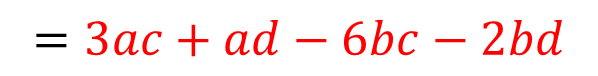 = 3ac + ad − 6bc − 2bd